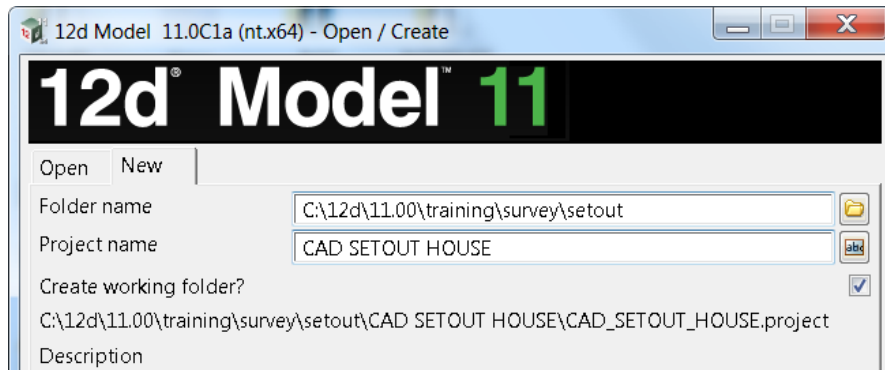 12d Model 11.0C1a (nt.x64) - Open / Create
12d® Model™ 11
Open New
Folder name C:\12d\11.00\training\survey\setout
Project name CAD SETOUT HOUSE abc
Create working folder?
C:\12d\11.00\training\survey\setout\CAD SETOUT HOUSE\CAD_SETOUT_HOUSE.project
Description